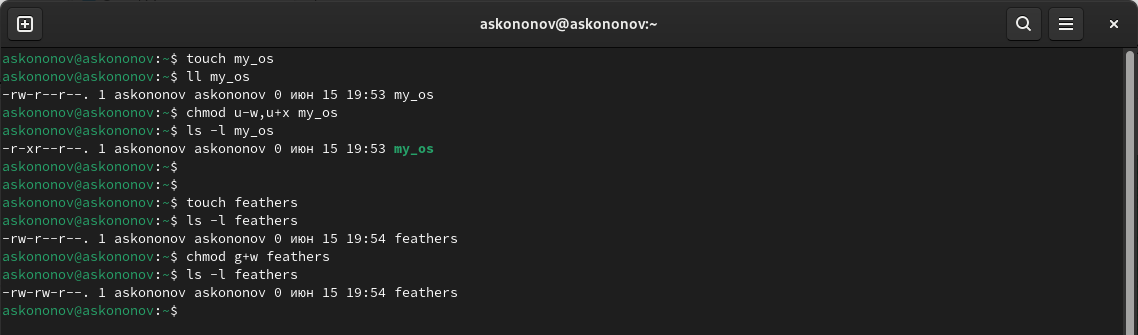 askononov@askononov:~
askononov@askononov:~$ touch my_os
askononov@askononov:~$ ll my_os
-rw-r--r--. 1 askononov askononov 0 июн 15 19:53 my_os
askononov@askononov:~$ chmod u-w,u+x my_os
askononov@askononov:~$ ls -l my_os
-r-xr--r--. 1 askononov askononov 0 июн 15 19:53 my_os
askononov@askononov:~$
askononov@askononov:~$
askononov@askononov:~$ touch feathers
askononov@askononov:~$ ls -l feathers
-rw-r--r--. 1 askononov askononov 0 июн 15 19:54 feathers
askononov@askononov:~$ chmod g+w feathers
askononov@askononov:~$ ls -l feathers
-rw-rw-r--. 1 askononov askononov 0 июн 15 19:54 feathers
askononov@askononov:~$